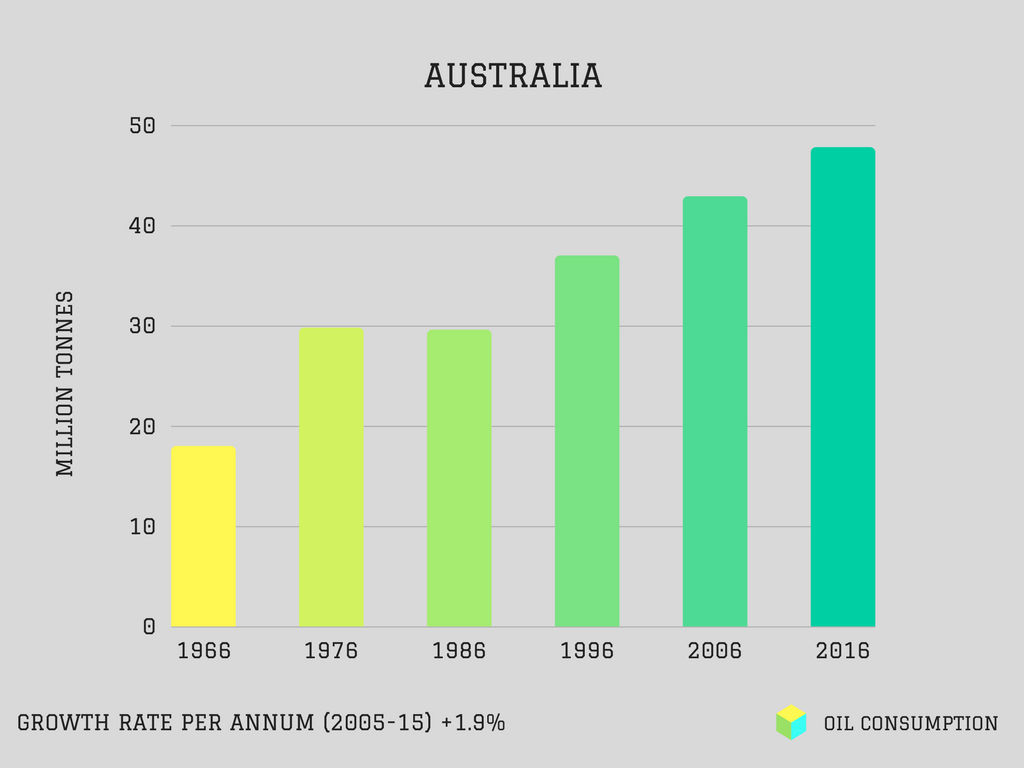 AUSTRALIA
50
40
30
20
10
0
MILLION TONNES
1966 1976 1986 1996 2006 2016
GROWTH RATE PER ANNUM (2005-15) +1.9%
OIL CONSUMPTION